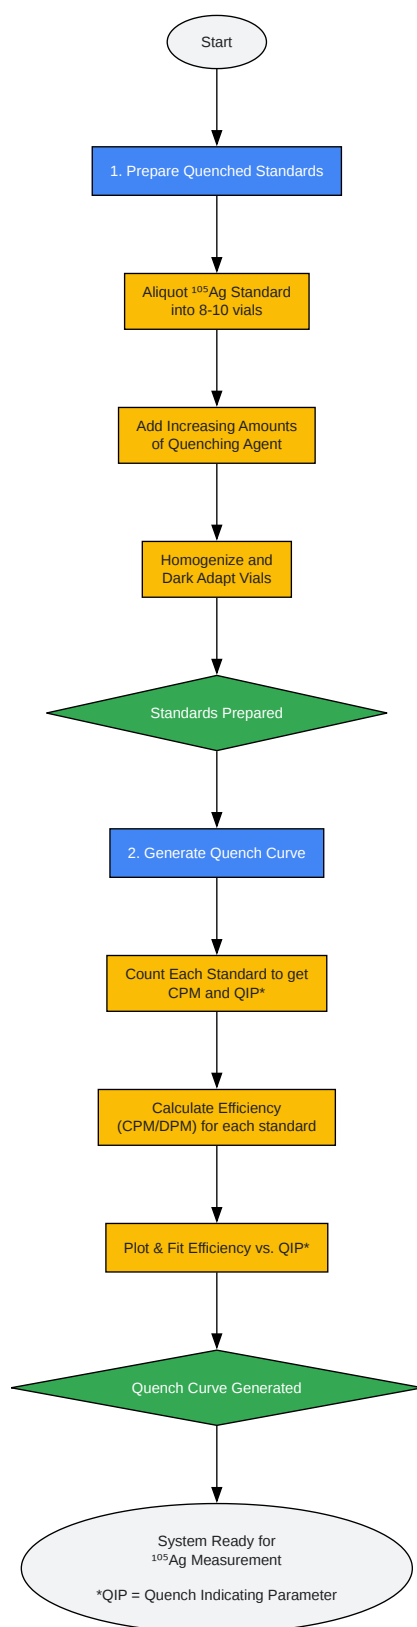 Start
1. Prepare Quenched Standards
Aliquot ¹⁰⁵Ag Standard
into 8-10 vials
Add Increasing Amounts
of Quenching Agent
Homogenize and
Dark Adapt Vials
Standards Prepared
2. Generate Quench Curve
Count Each Standard to get
CPM and QIP*
Calculate Efficiency
(CPM/DPM) for each standard
Plot & Fit Efficiency vs. QIP*
Quench Curve Generated
System Ready for
¹⁰⁵Ag Measurement
*QIP = Quench Indicating Parameter